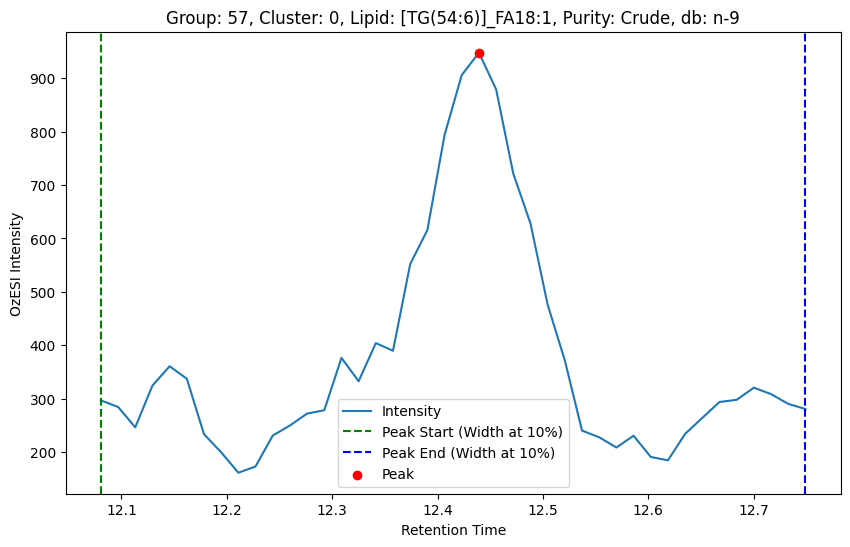 Group: 57, Cluster: 0, Lipid: [TG(54:6)]_FA18:1, Purity: Crude, db: n-9
OzESI Intensity
900
800
700
600
500
400
300
200
Intensity
Peak Start (Width at 10%)
Peak End (Width at 10%)
Peak
12.1 12.2 12.3 12.4 12.5 12.6 12.7
Retention Time